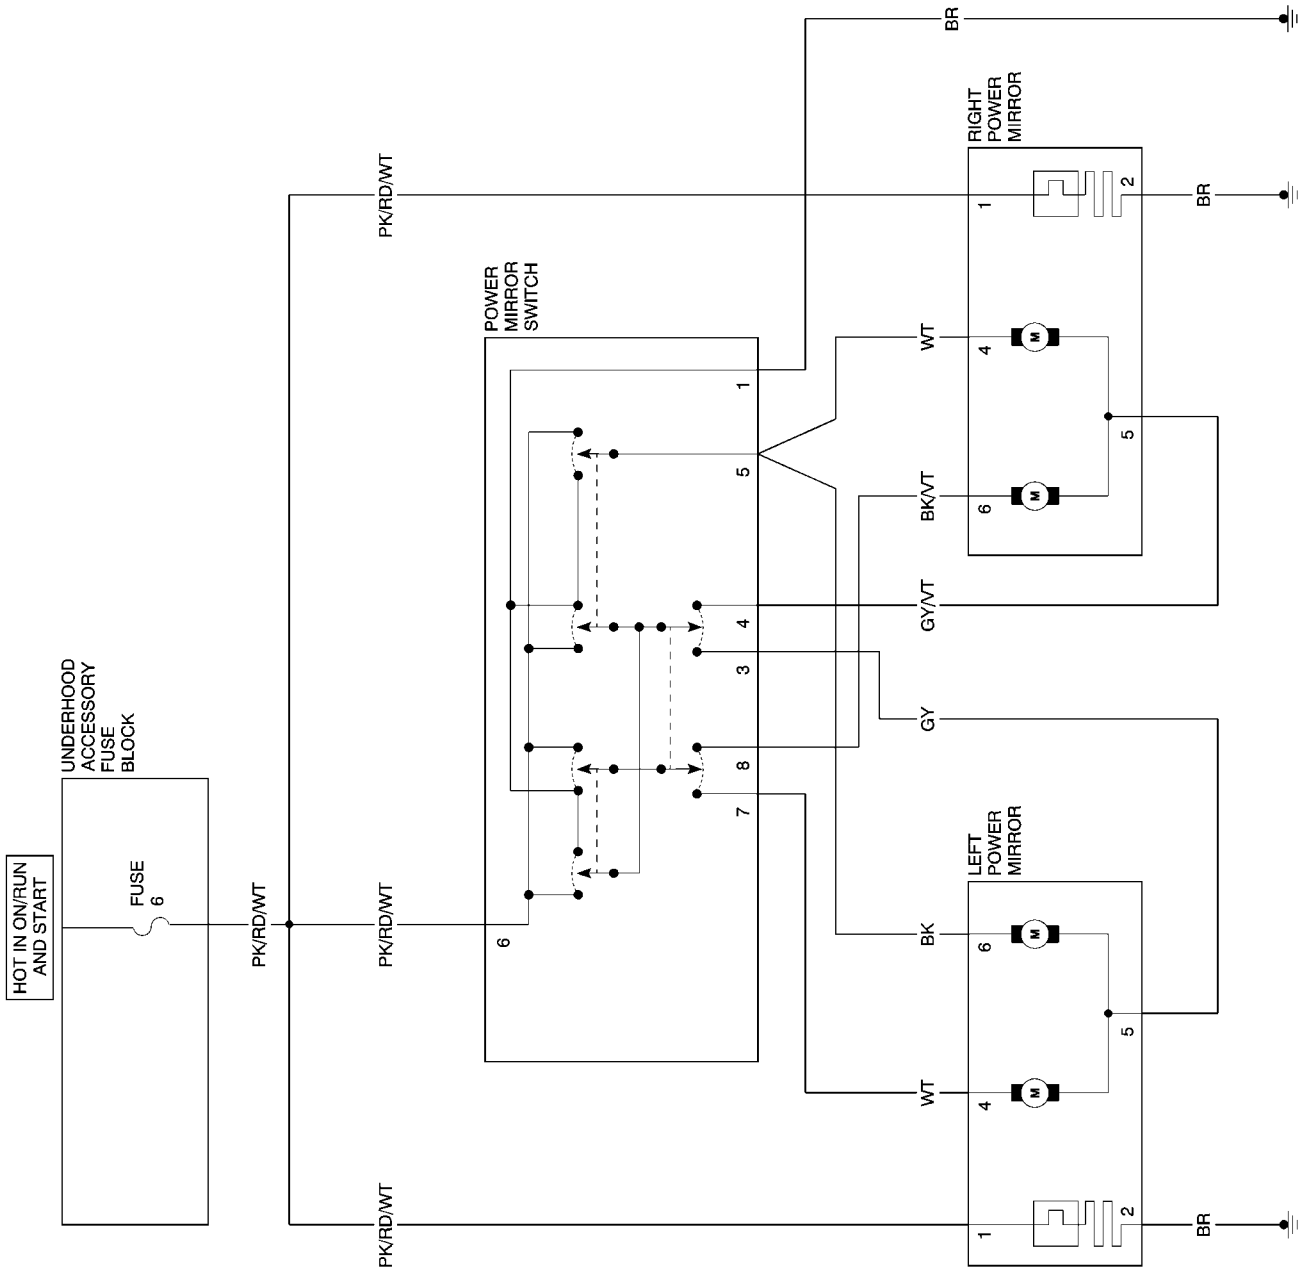 HOT IN ON/RUN
AND START
UNDERHOOD
ACCESSORY
FUSE
BLOCK
FUSE
6
PK/RD/WT
PK/RD/WT
PK/RD/WT
PK/RD/WT
POWER
MIRROR
SWITCH
6
7
8
3
4
5
1
WT
BK
GY
GY/VT
BK/VT
WT
BR
LEFT
POWER
MIRROR
1
4
6
M
M
2
5
BR
RIGHT
POWER
MIRROR
6
4
1
M
M
5
2
BR